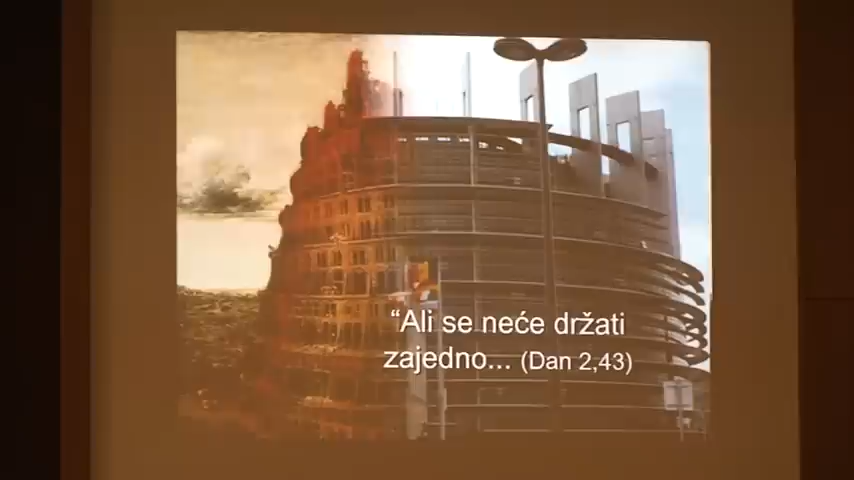 “Ali se neće držati
zajedno... (Dan 2,43)